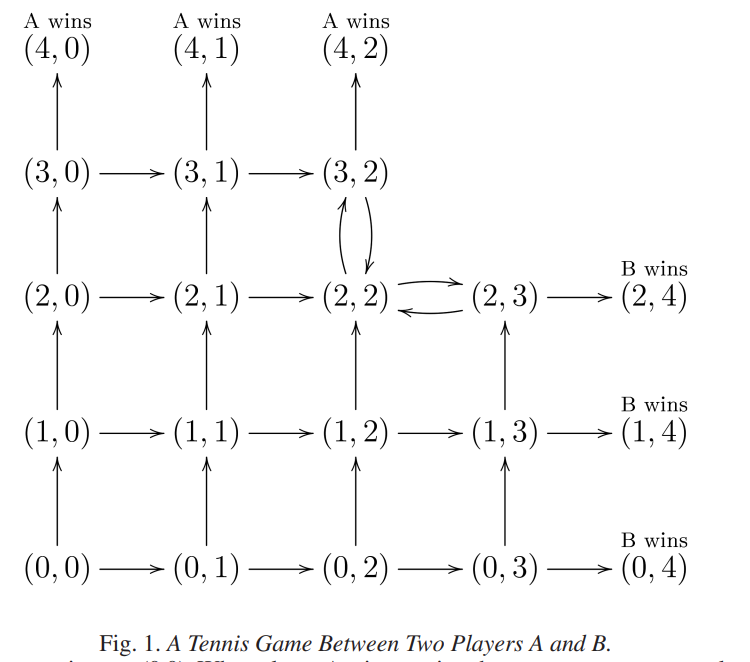 A wins A wins A wins
(4, 0) (4, 1) (4, 2)
(3, 0) (3, 1) (3, 2)
B wins
(2, 0) (2, 1) (2, 2) (2, 3) (2, 4)
B wins
(1, 0) (1, 1) (1, 2) (1, 3) (1, 4)
B wins
(0, 0) (0, 1) (0, 2) (0, 3) (0, 4)
Fig. 1. A Tennis Game Between Two Players A and B.